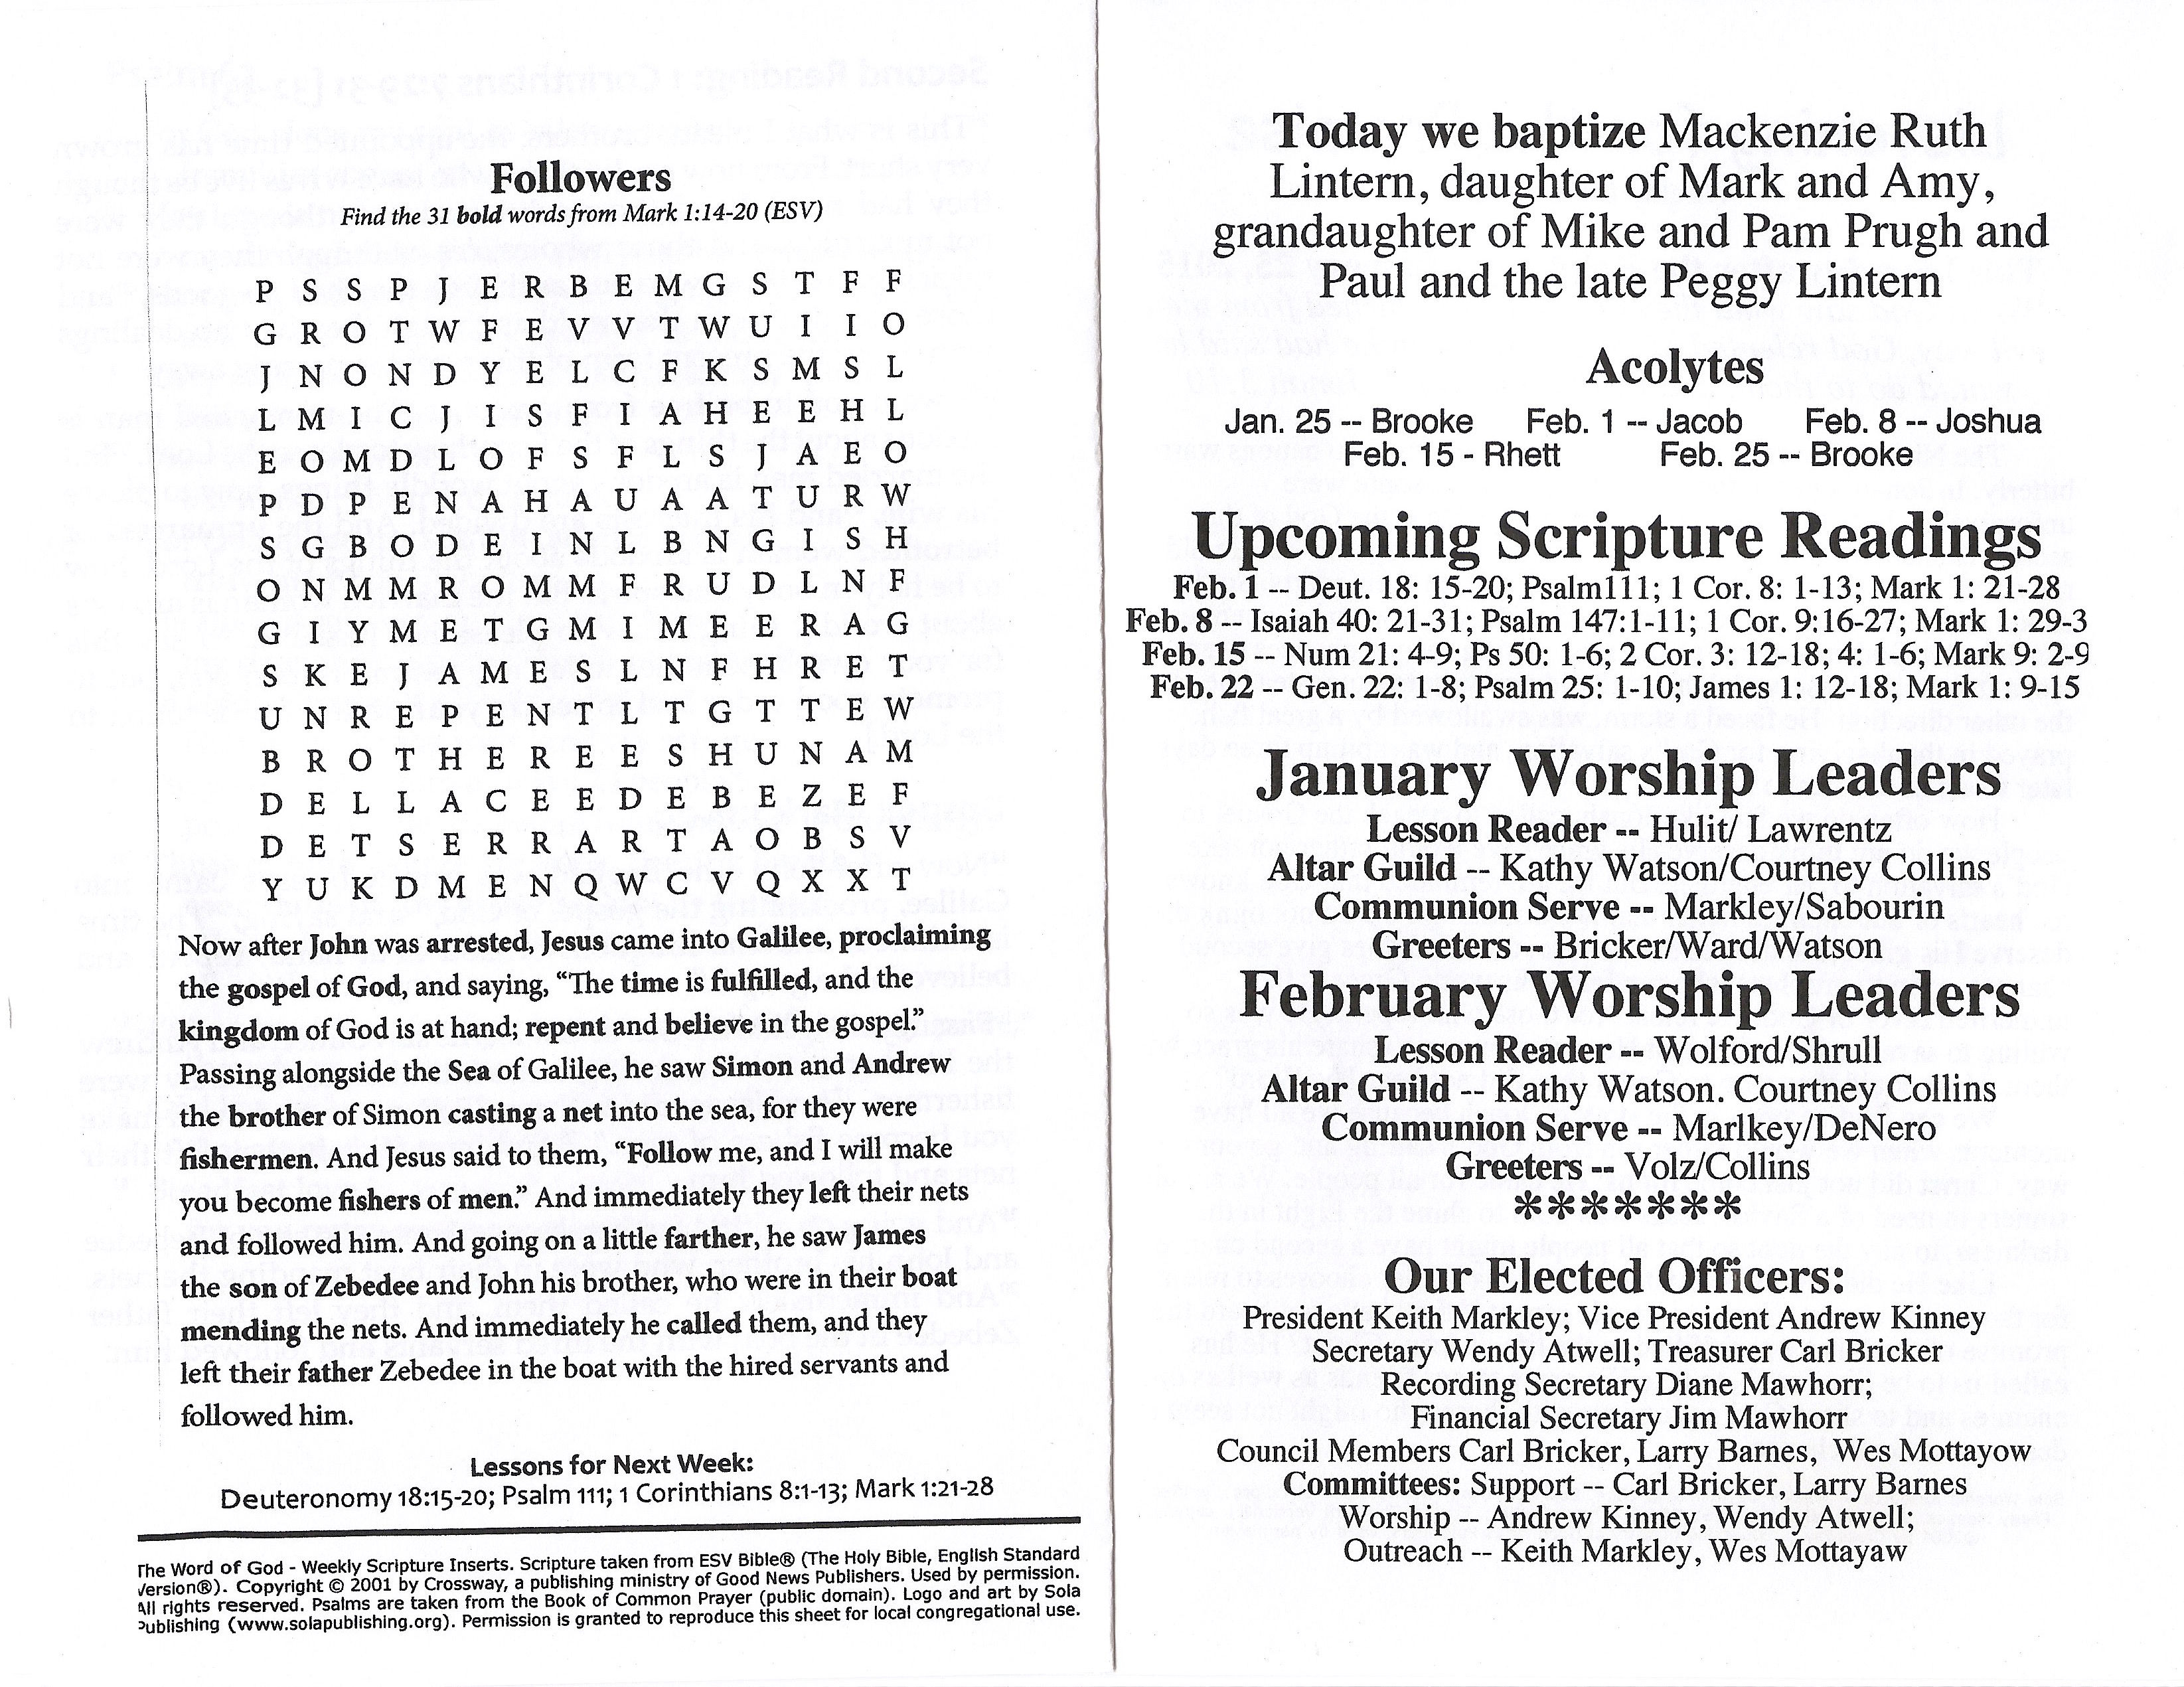 Followers
Find the 31 bold words from Mark 1:14-20 (ESV)
P S S P J E R B E M G S T F F
G R O T W F E V V T W U I I O
J N O N D Y E L C F K S M S L
L M I C J I S F I A H E E H L
E O M D L O F S F L S J A E O
P D P E N A H A U A A T U R W
S G B O D E I N L B N G I S H
O N M M R O M M F R U D L N F
G I Y M E T G M I M E E R A G
S K E J A M E S L N F H R E T
U N R E P E N T L T G T T E W
B R O T H E R E E S H U N A M
D E L L A C E E D E B E Z E F
D E T S E R R A R T A O B S V
Y U K D M E N Q W C V Q X X T
Now after John was arrested, Jesus came into Galilee, proclaiming
the gospel of God, and saying, “The time is fulfilled, and the
kingdom of God is at hand; repent and believe in the gospel.”
Passing alongside the Sea of Galilee, he saw Simon and Andrew
the brother of Simon casting a net into the sea, for they were
fishermen. And Jesus said to them, “Follow me, and I will make
you become fishers of men.” And immediately they left their nets
and followed him. And going on a little farther, he saw James
the son of Zebedee and John his brother, who were in their boat
mending the nets. And immediately he called them, and they
left their father Zebedee in the boat with the hired servants and
followed him.
Lessons for Next Week:
Deuteronomy 18:15-20; Psalm 111; 1 Corinthians 8:1-13; Mark 1:21-28
The Word of God - Weekly Scripture Inserts. Scripture taken from ESV Bible® (The Holy Bible, English Standard
Version®). Copyright © 2001 by Crossway, a publishing ministry of Good News Publishers. Used by permission.
All rights reserved. Psalms are taken from the Book of Common Prayer (public domain). Logo and art by Sola
Publishing (www.solapublishing.org). Permission is granted to reproduce this sheet for local congregational use.
Today we baptize Mackenzie Ruth
Lintern, daughter of Mark and Amy,
grandaughter of Mike and Pam Prugh and
Paul and the late Peggy Lintern
Acolytes
Jan. 25 -- Brooke Feb. 1 -- Jacob Feb. 8 -- Joshua
Feb. 15 - Rhett Feb. 25 -- Brooke
Upcoming Scripture Readings
Feb. 1 -- Deut. 18: 15-20; Psalm111; 1 Cor. 8: 1-13; Mark 1: 21-28
Feb. 8 -- Isaiah 40: 21-31; Psalm 147:1-11; 1 Cor. 9:16-27; Mark 1: 29-3
Feb. 15 -- Num 21: 4-9; Ps 50: 1-6; 2 Cor. 3: 12-18; 4: 1-6; Mark 9: 2-9
Feb. 22 -- Gen. 22: 1-8; Psalm 25: 1-10; James 1: 12-18; Mark 1: 9-15
January Worship Leaders
Lesson Reader -- Hulit/ Lawrentz
Altar Guild -- Kathy Watson/Courtney Collins
Communion Serve -- Markley/Sabourin
Greeters -- Bricker/Ward/Watson
February Worship Leaders
Lesson Reader -- Wolford/Shrull
Altar Guild -- Kathy Watson. Courtney Collins
Communion Serve -- Marlkey/DeNero
Greeters -- Volz/Collins
*******
Our Elected Officers:
President Keith Markley; Vice President Andrew Kinney
Secretary Wendy Atwell; Treasurer Carl Bricker
Recording Secretary Diane Mawhorr;
Financial Secretary Jim Mawhorr
Council Members Carl Bricker, Larry Barnes, Wes Mottayow
Committees: Support -- Carl Bricker, Larry Barnes
Worship -- Andrew Kinney, Wendy Atwell;
Outreach -- Keith Markley, Wes Mottayaw